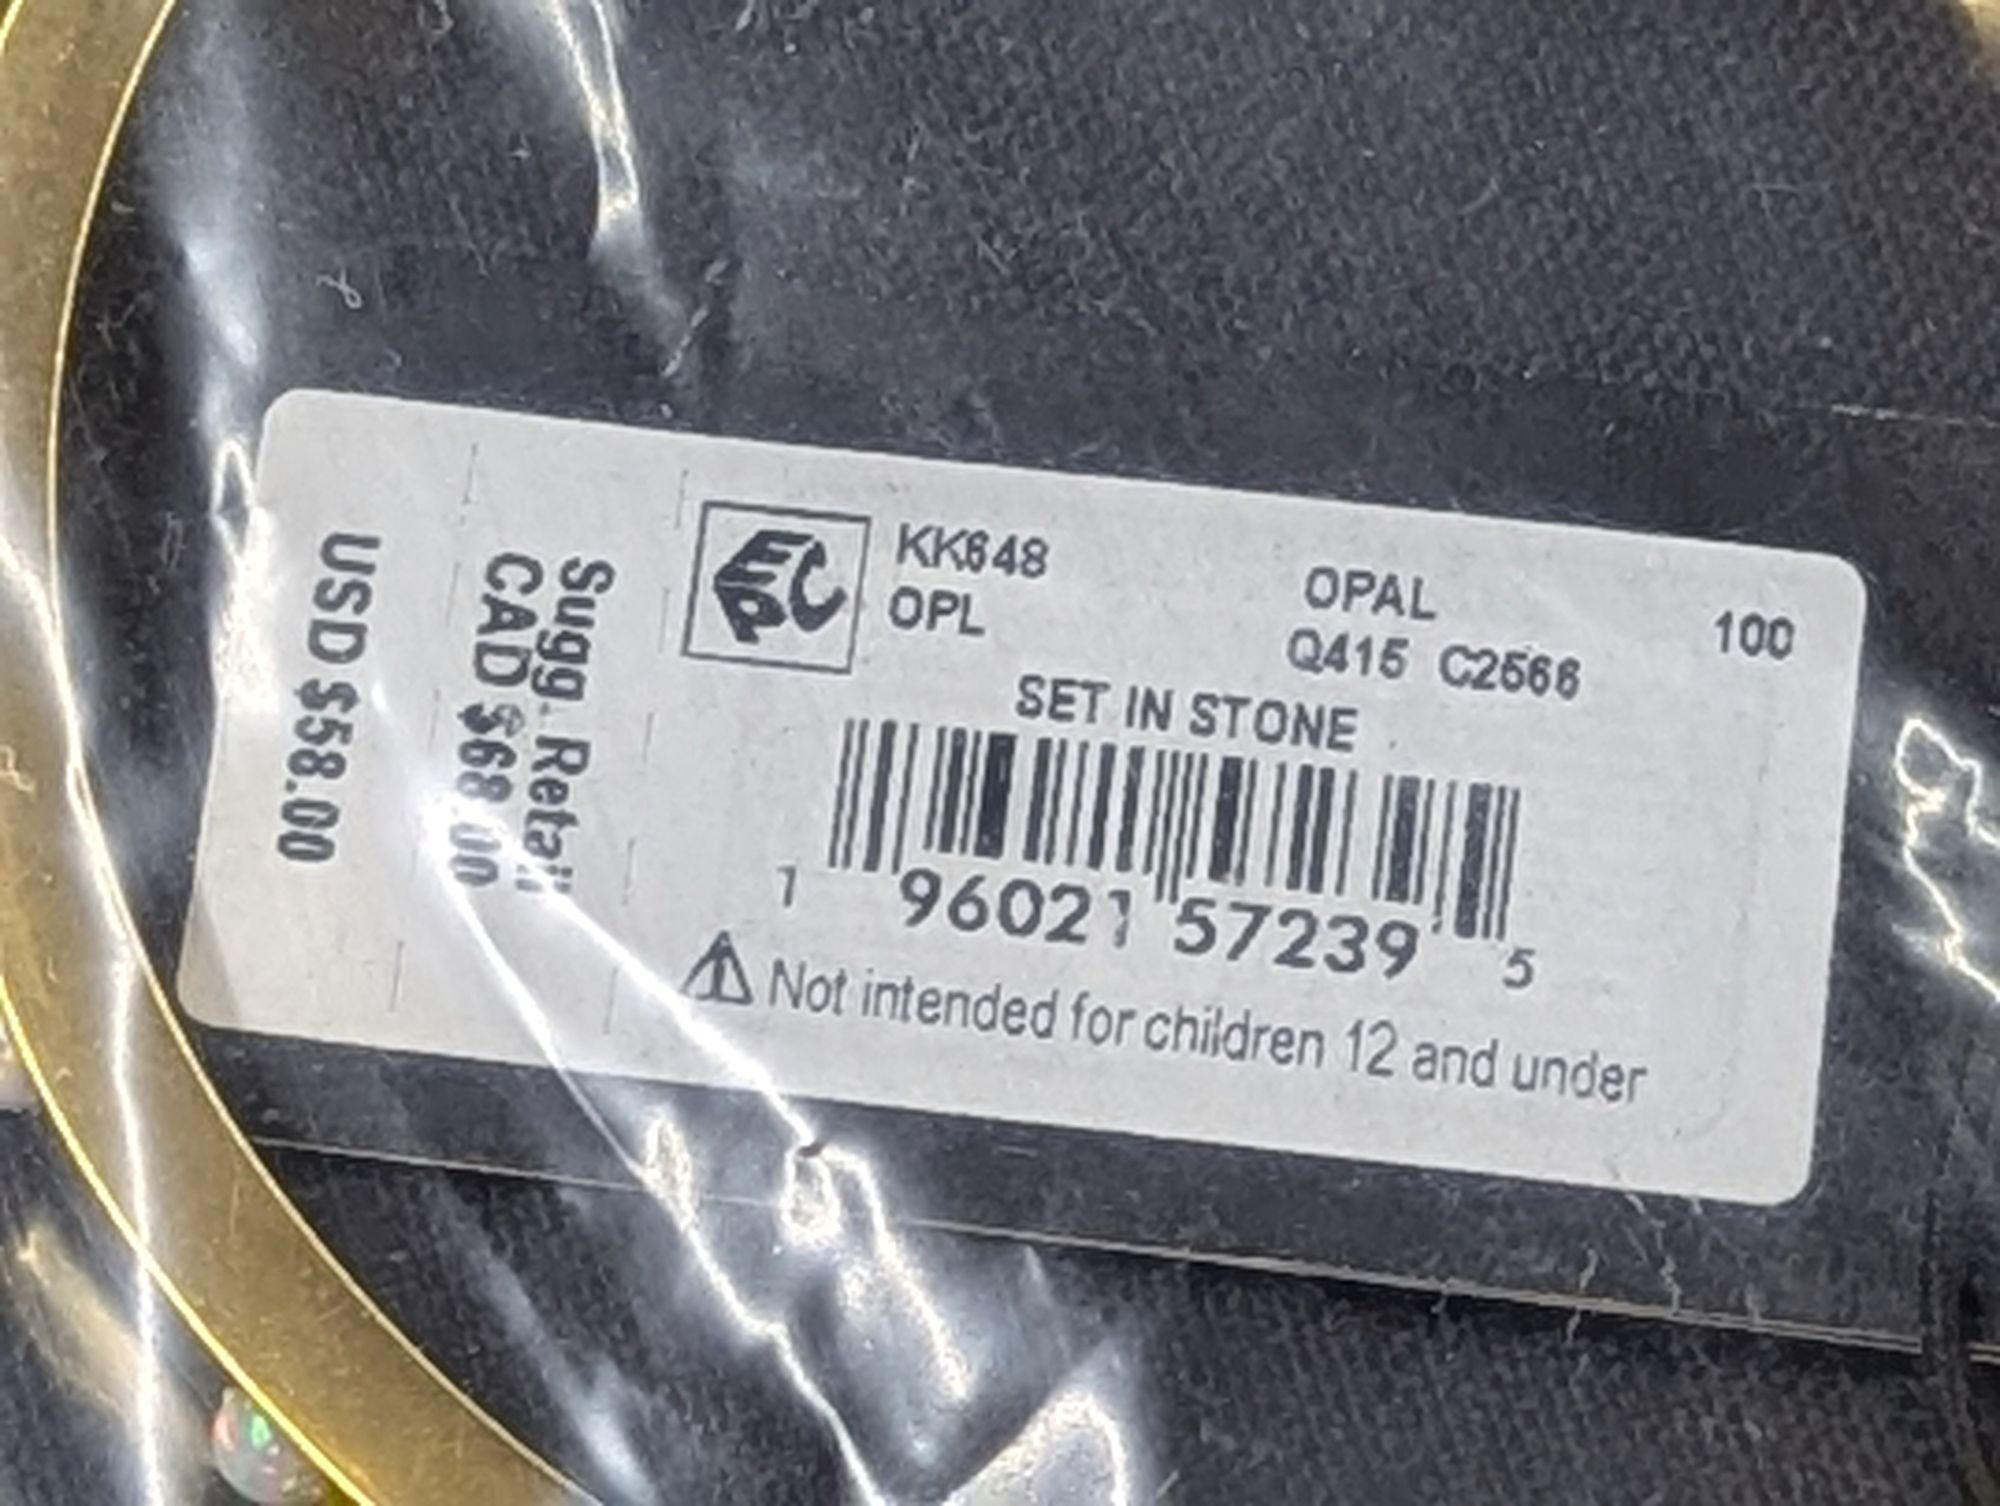 KK648
OPL
OPAL
Q415 C2566
100
SET IN STONE
1 96021 57239 5
Not intended for children 12 and under
Sugg. Retail
CAD $68.00
USD $58.00
EPC